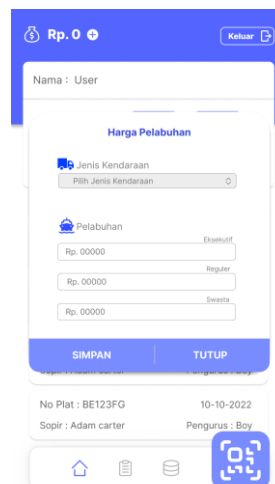 Rp. 0
Keluar
Nama : User
Harga Pelabuhan
Jenis Kendaraan
Pilih Jenis Kendaraan
Pelabuhan
Eksekutif
Rp. 00000
Reguler
Rp. 00000
Swasta
Rp. 00000
SIMPAN TUTUP
No Plat : BE123FG 10-10-2022
Sopir : Adam carter Pengurus : Boy